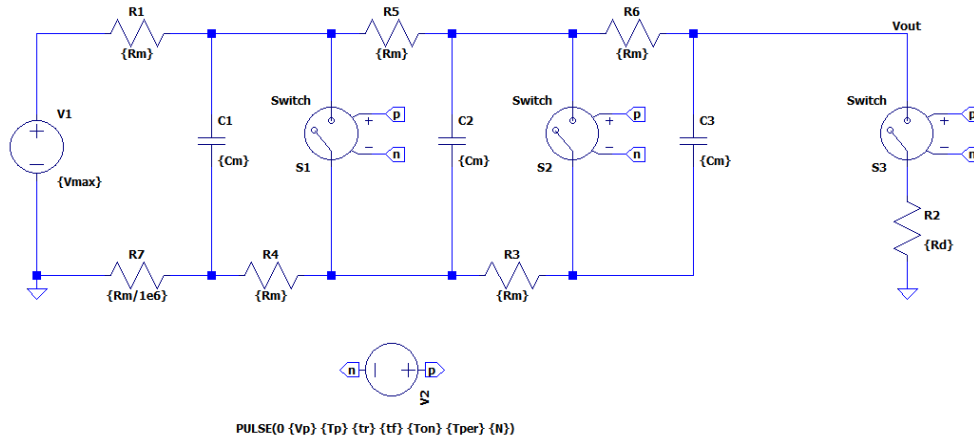 R1
{Rm}
R5
{Rm}
R6
{Rm}
Vout
V1
+
−
{Vmax}
C1
{Cm}
Switch
p
+
−
n
S1
C2
{Cm}
Switch
p
+
−
n
S2
C3
{Cm}
Switch
p
+
−
n
S3
R2
{Rd}
R7
{Rm/1e6}
R4
{Rm}
R3
{Rm}
n
−
+
p
V2
PULSE(0 {Vp} {Tp} {tr} {tf} {Ton} {Tper} {N})